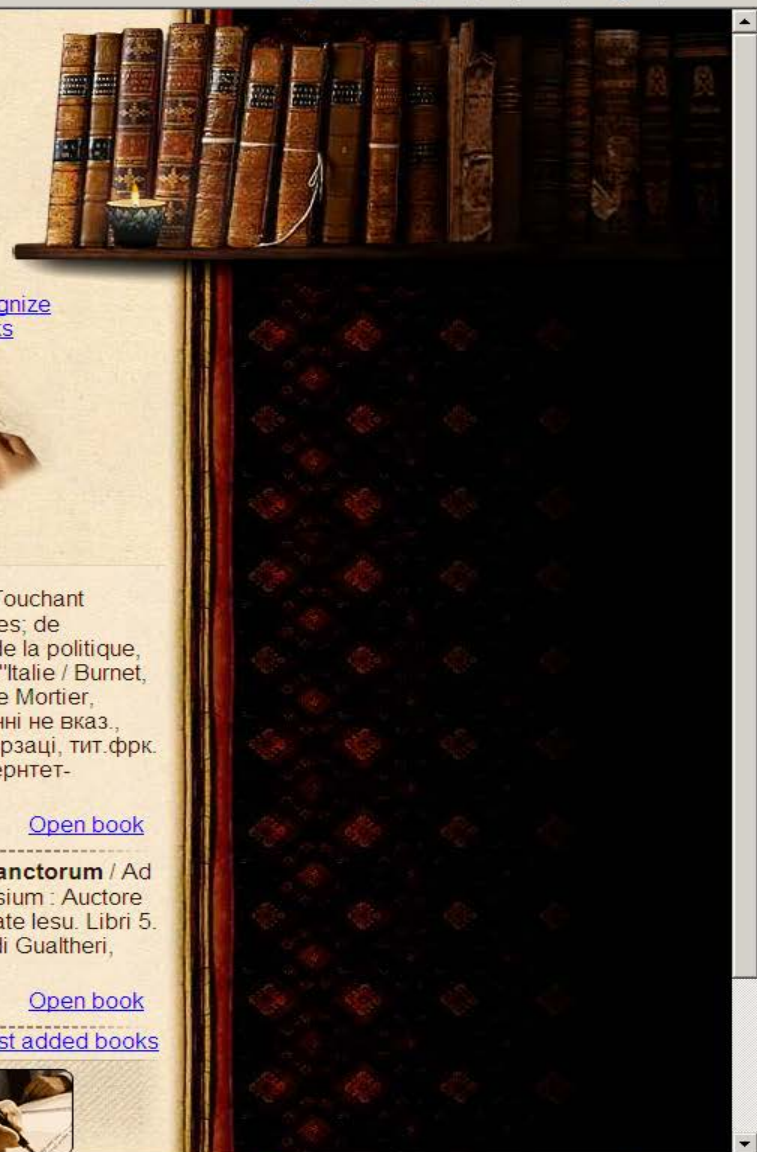 gnize
ks
Touchant
es; de
de la politique,
"Italie / Burnet,
e Mortier,
нні не вказ.,
рзаці, тит.фрк.
ернтет-
Open book
anctorum / Ad
sium : Auctore
ate Iesu. Libri 5.
di Gualtheri,
Open book
st added books